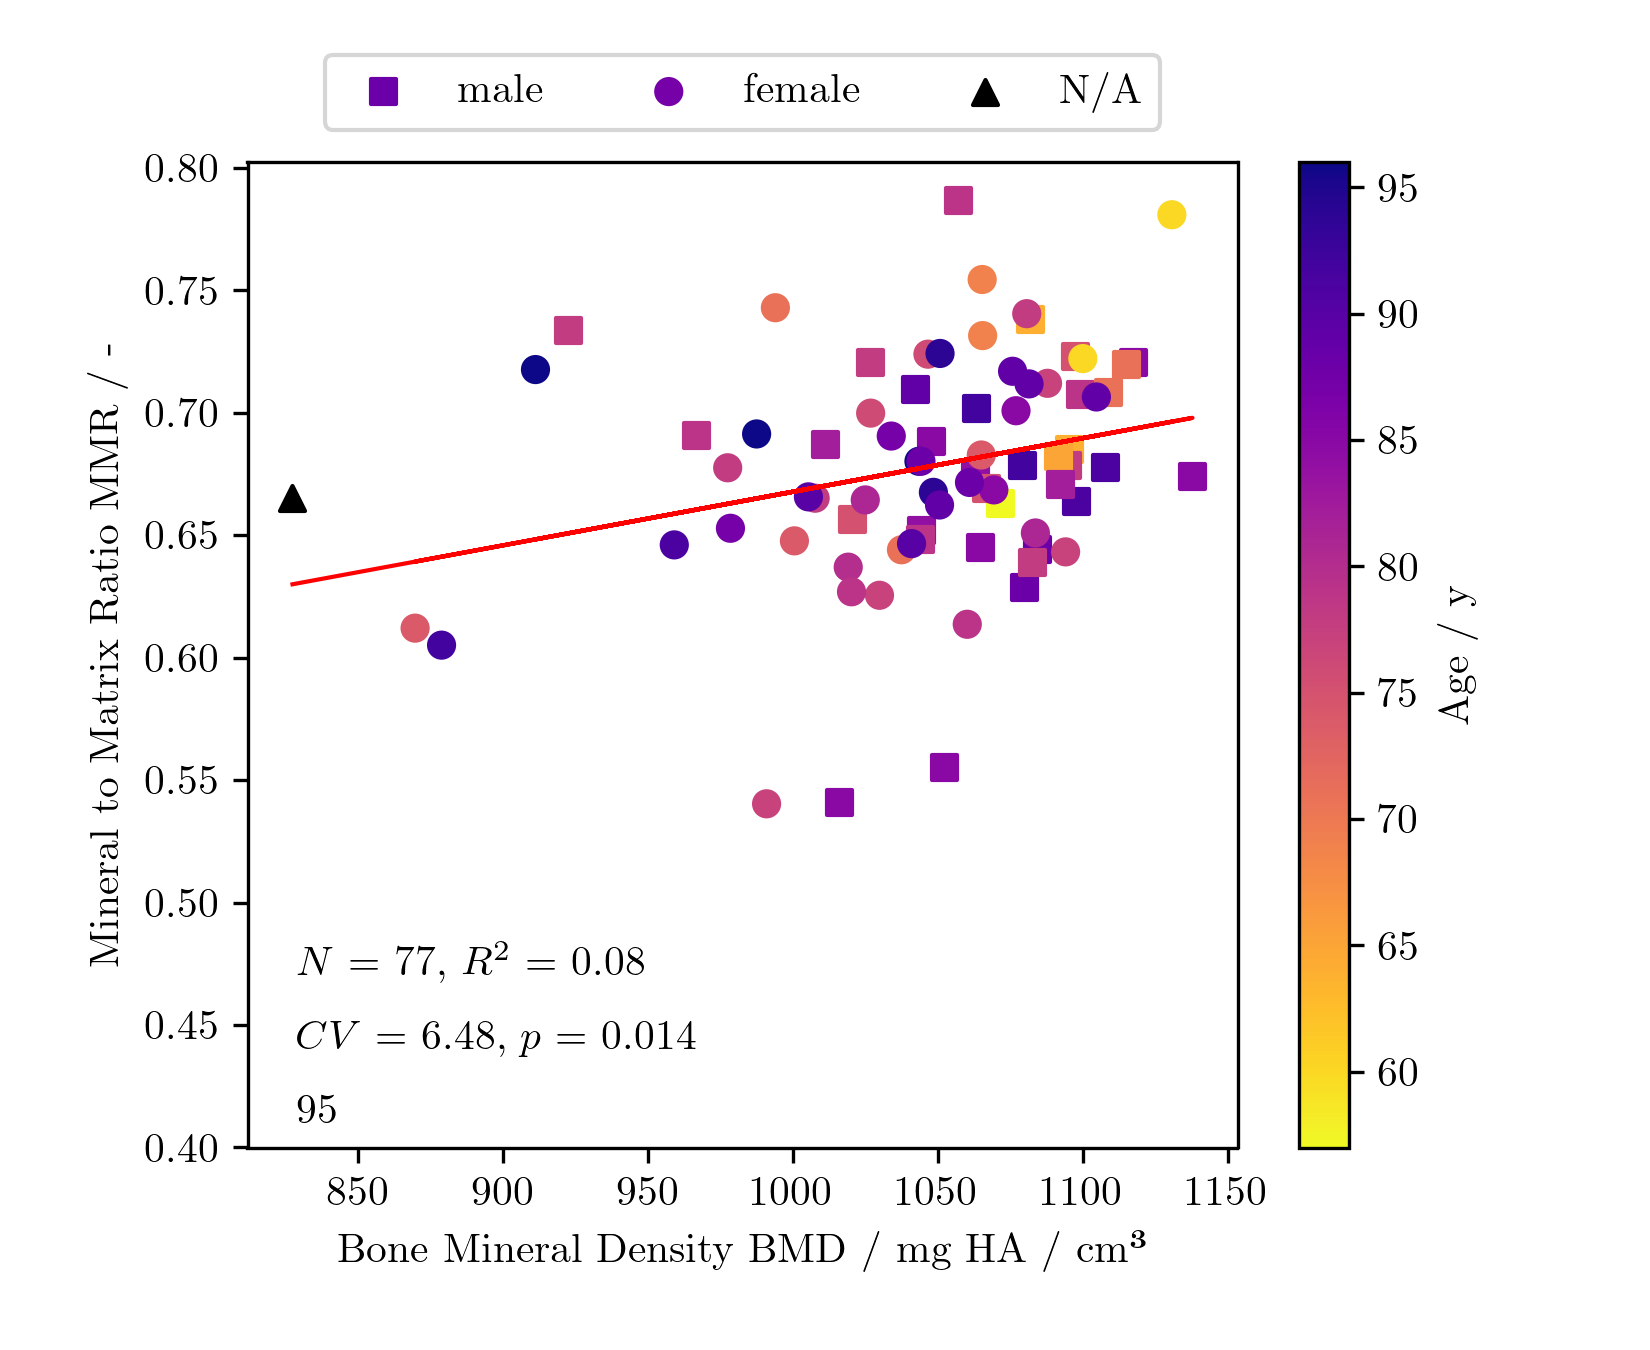 male female N/A
0.80
0.75
0.70
0.65
0.60
0.55
0.50
0.45
0.40
Mineral to Matrix Ratio MMR / -
N = 77, R² = 0.08
CV = 6.48, p = 0.014
95
850 900 950 1000 1050 1100 1150
Bone Mineral Density BMD / mg HA / cm³
95
90
85
80
75
70
65
60
Age / y